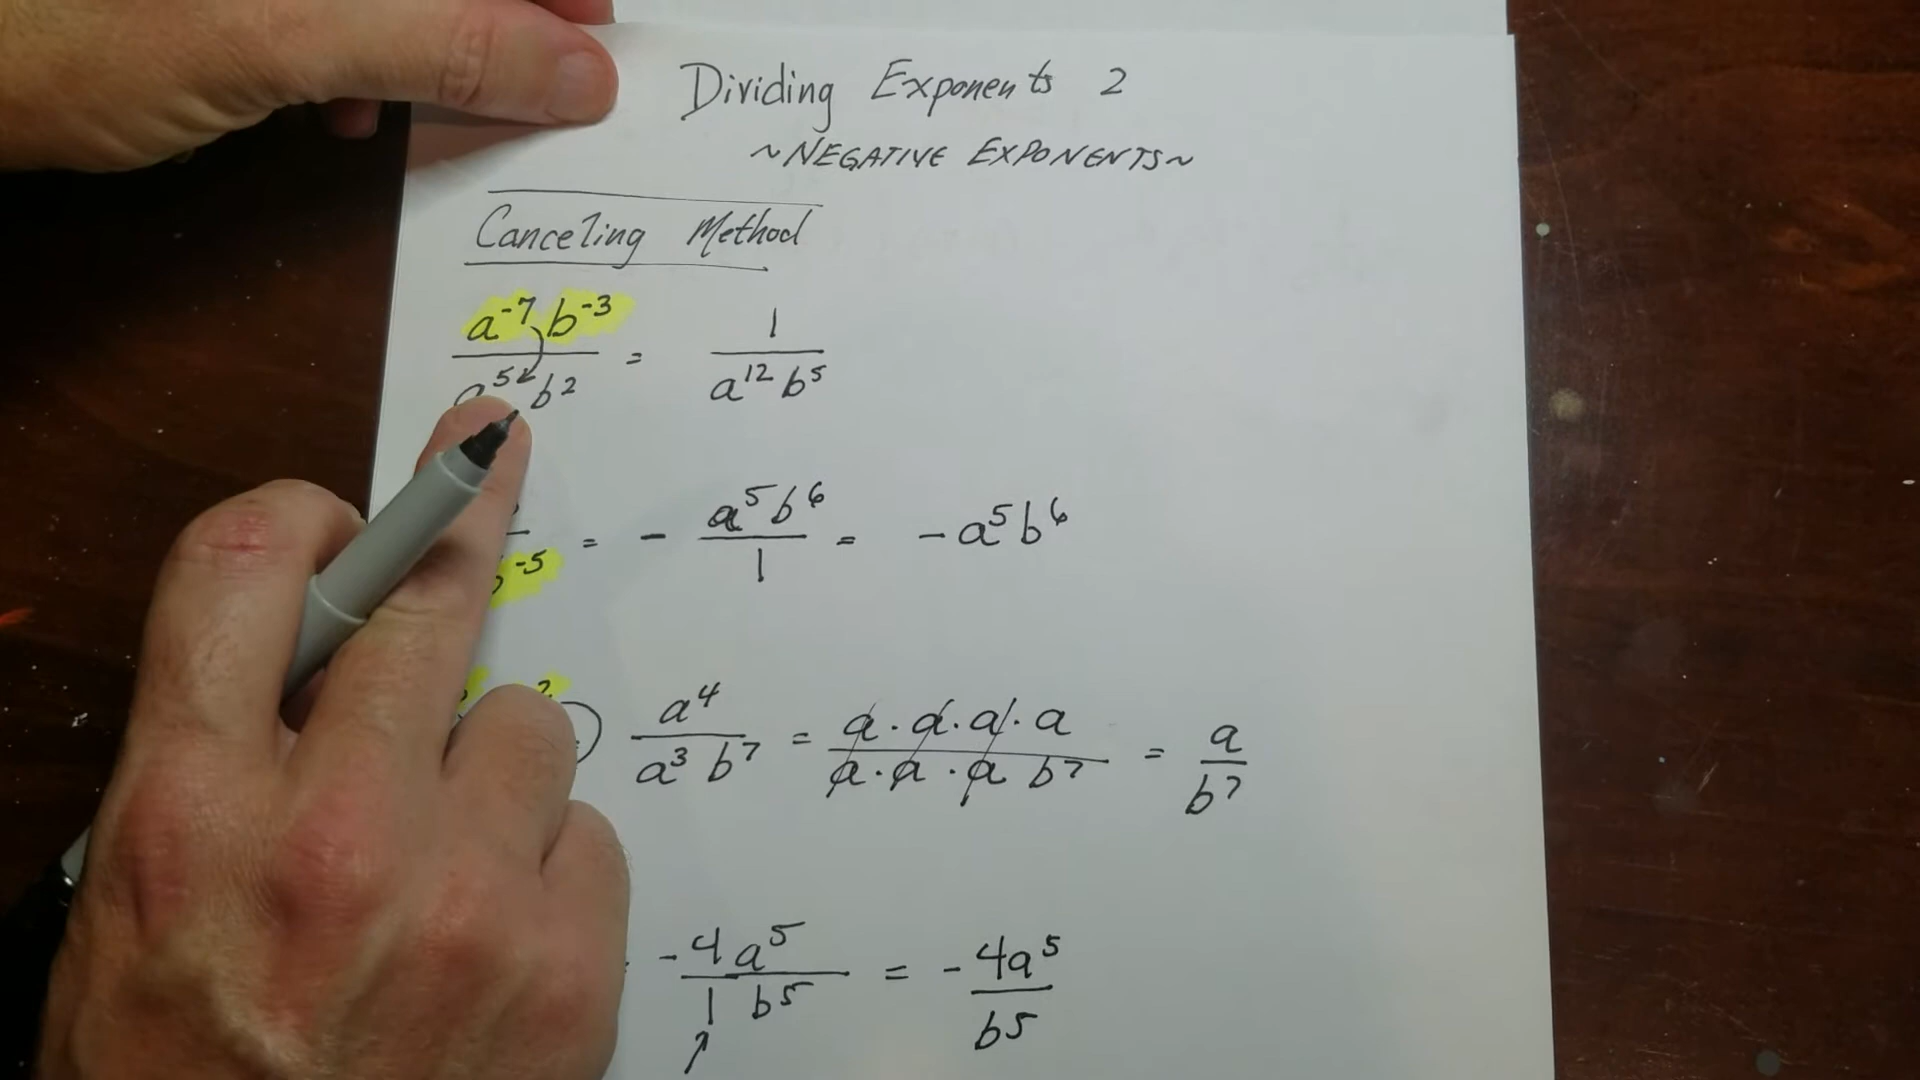 Dividing Exponents 2
~NEGATIVE EXPONENTS~
Canceling Method
a⁻⁷ b⁻³ / a⁵ b² = 1 / a¹² b⁵
⁻⁵ = - a⁵ b⁶ / 1 = - a⁵ b⁶
a⁴ / a³ b⁷ = a · a · a · a / a · a · a b⁷ = a / b⁷
- 4 a⁵ / 1 b⁵ = - 4a⁵ / b⁵